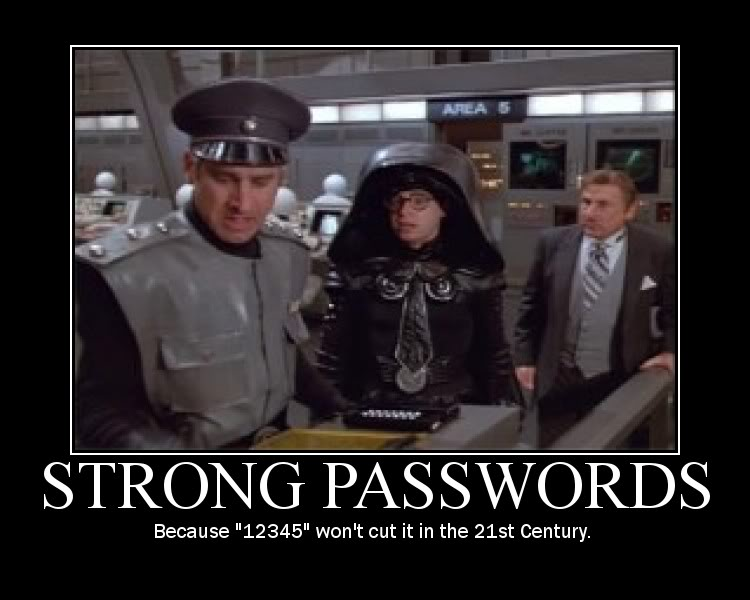 AREA 5
STRONG PASSWORDS
Because "12345" won't cut it in the 21st Century.